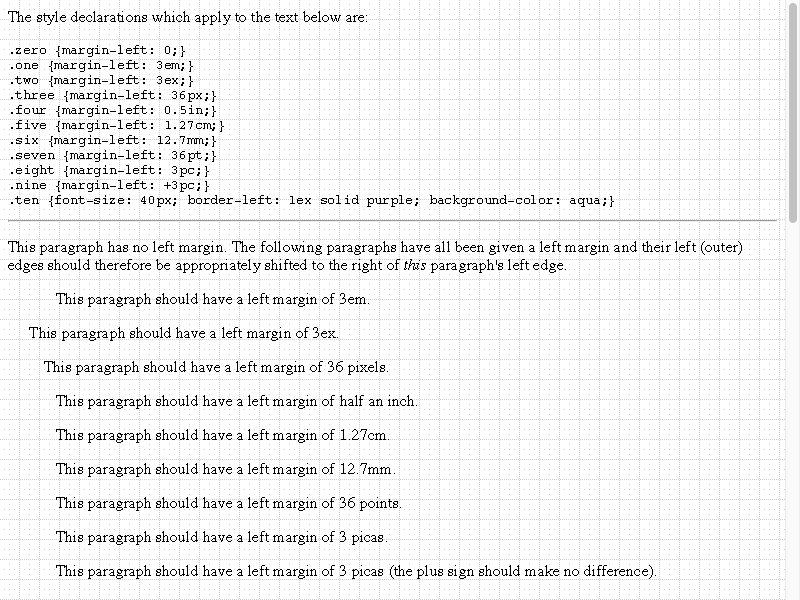 The style declarations which apply to the text below are:
.zero {margin-left: 0;}
.one {margin-left: 3em;}
.two {margin-left: 3ex;}
.three {margin-left: 36px;}
.four {margin-left: 0.5in;}
.five {margin-left: 1.27cm;}
.six {margin-left: 12.7mm;}
.seven {margin-left: 36pt;}
.eight {margin-left: 3pc;}
.nine {margin-left: +3pc;}
.ten {font-size: 40px; border-left: 1ex solid purple; background-color: aqua;}
This paragraph has no left margin. The following paragraphs have all been given a left margin and their left (outer)
edges should therefore be appropriately shifted to the right of this paragraph's left edge.
This paragraph should have a left margin of 3em.
This paragraph should have a left margin of 3ex.
This paragraph should have a left margin of 36 pixels.
This paragraph should have a left margin of half an inch.
This paragraph should have a left margin of 1.27cm.
This paragraph should have a left margin of 12.7mm.
This paragraph should have a left margin of 36 points.
This paragraph should have a left margin of 3 picas.
This paragraph should have a left margin of 3 picas (the plus sign should make no difference).